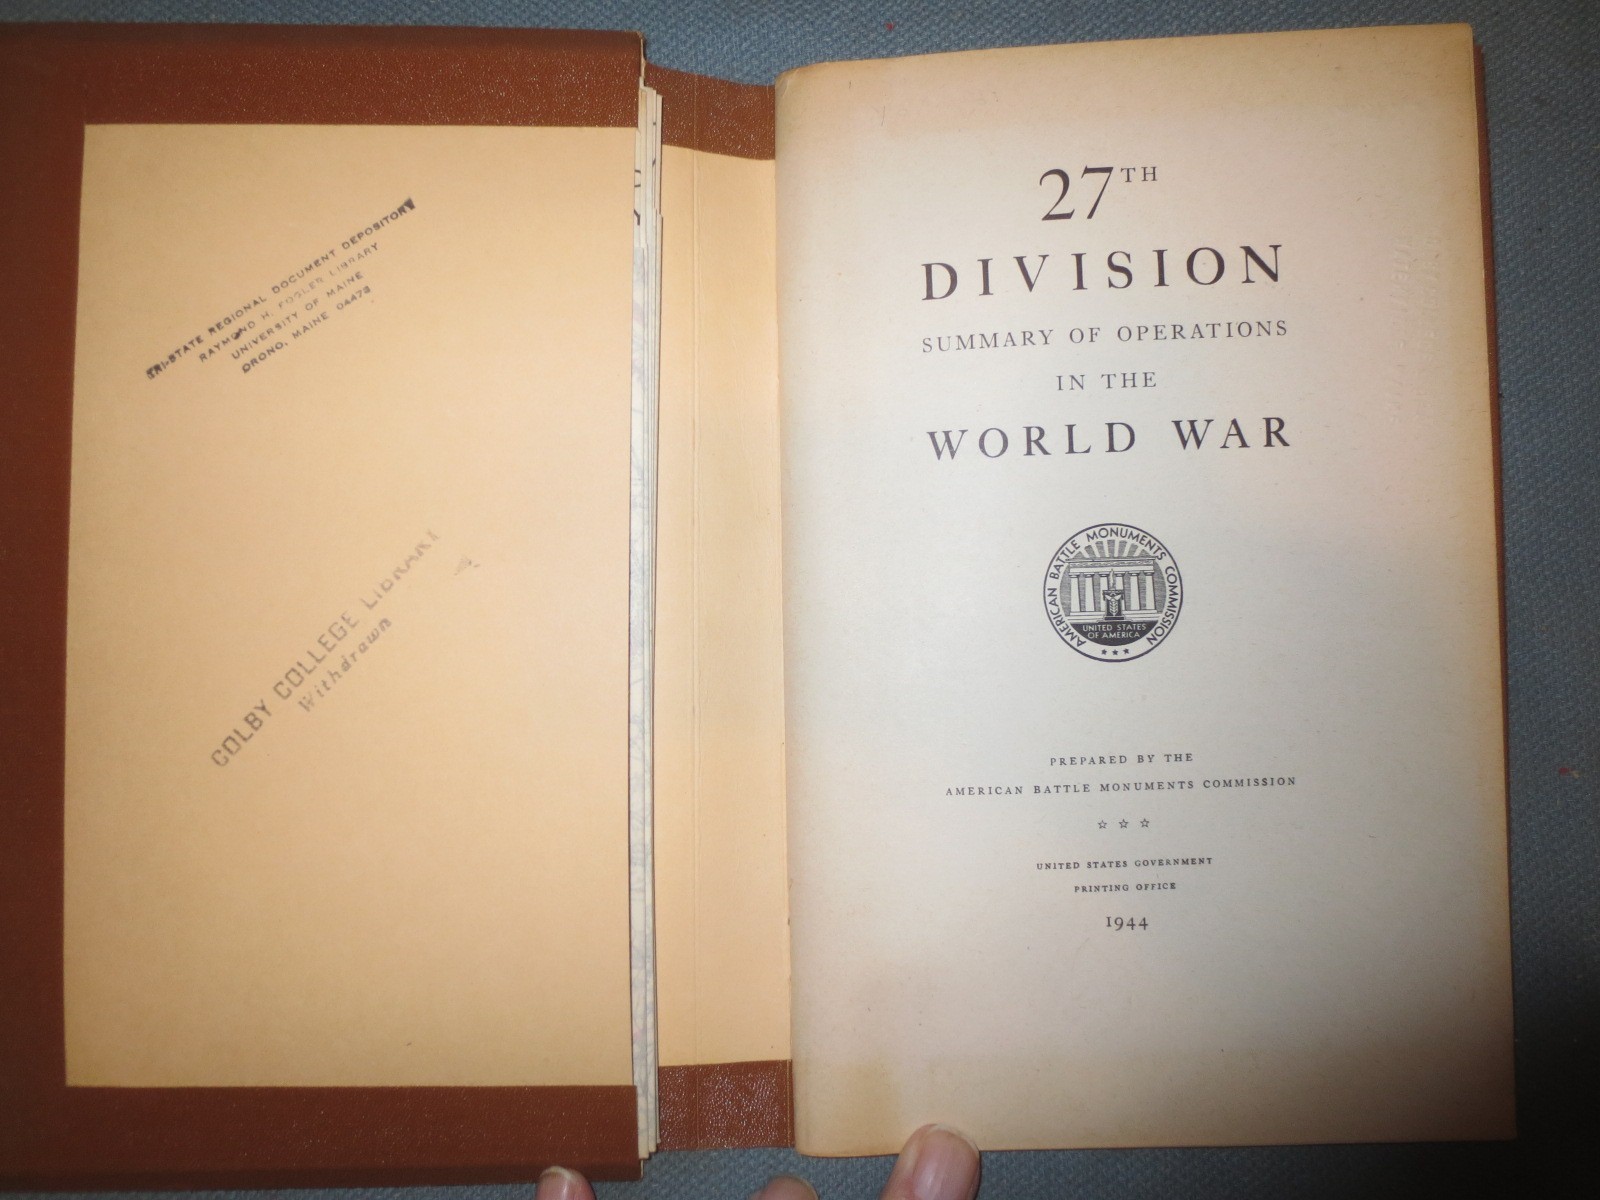 TRI-STATE REGIONAL DOCUMENT DEPOSITORY
RAYMOND H. FOGLER LIBRARY
UNIVERSITY OF MAINE
ORONO, MAINE 04473
COLBY COLLEGE LIBRARY
Withdrawn
27TH
DIVISION
SUMMARY OF OPERATIONS
IN THE
WORLD WAR
AMERICAN BATTLE MONUMENTS COMMISSION
UNITED STATES
OF AMERICA
PREPARED BY THE
AMERICAN BATTLE MONUMENTS COMMISSION
UNITED STATES GOVERNMENT
PRINTING OFFICE
1944